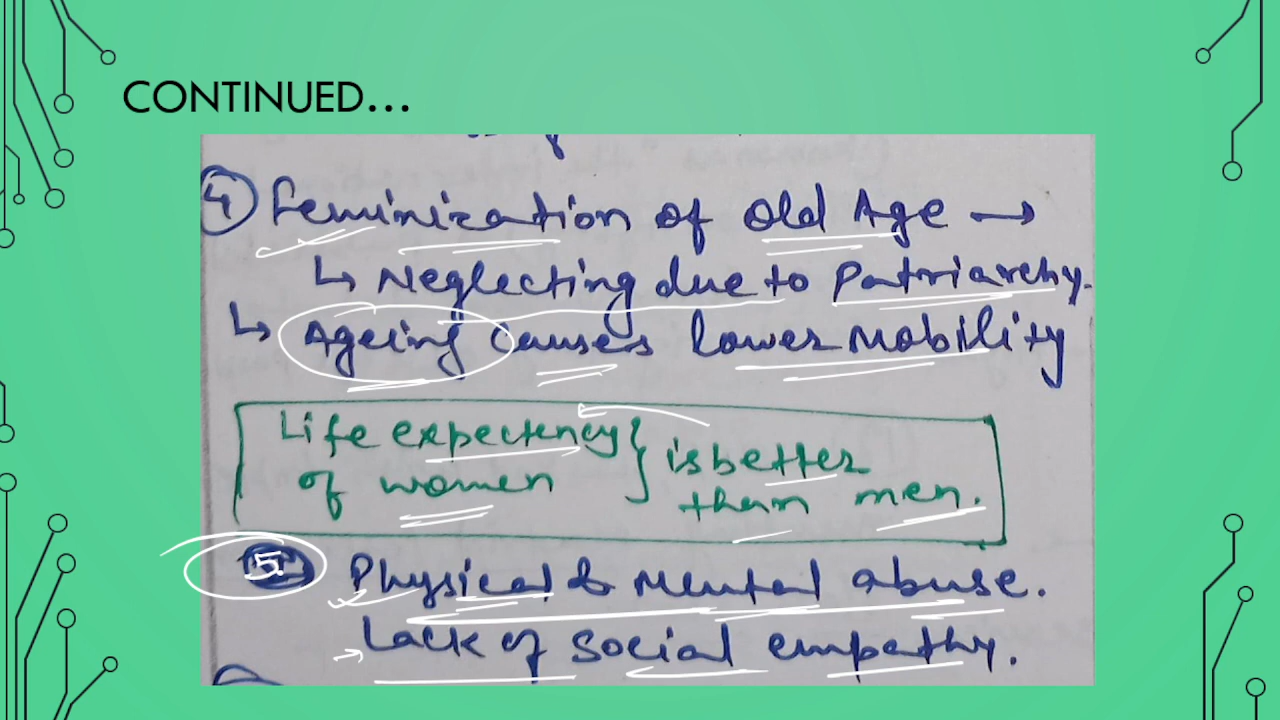 CONTINUED...
④ Feminization of Old Age →
↳ Neglecting due to Patriarchy.
↳ Ageing causes lower Mobility
Life expectency } is better
of women } than men.
5. Physical & Mental abuse.
→ Lack of social empathy.